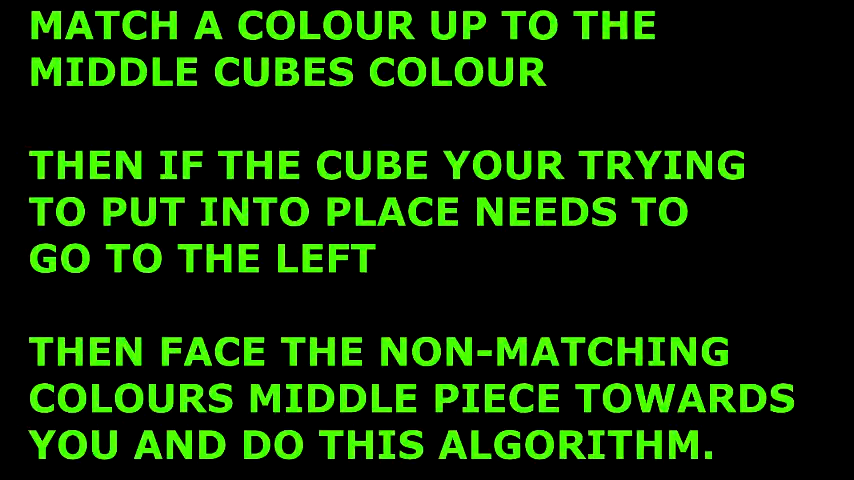 MATCH A COLOUR UP TO THE
MIDDLE CUBES COLOUR
THEN IF THE CUBE YOUR TRYING
TO PUT INTO PLACE NEEDS TO
GO TO THE LEFT
THEN FACE THE NON-MATCHING
COLOURS MIDDLE PIECE TOWARDS
YOU AND DO THIS ALGORITHM.